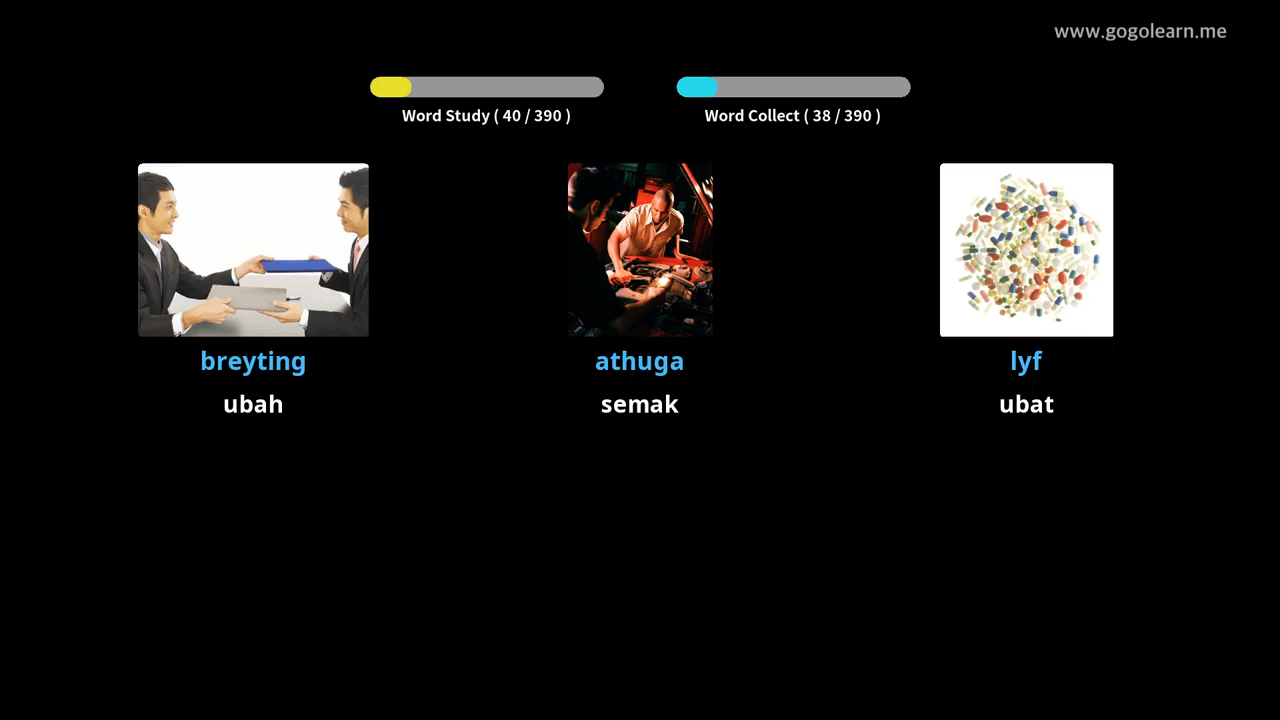 www.gogolearn.me
Word Study ( 40 / 390 )
Word Collect ( 38 / 390 )
breyting
athuga
lyf
ubah
semak
ubat